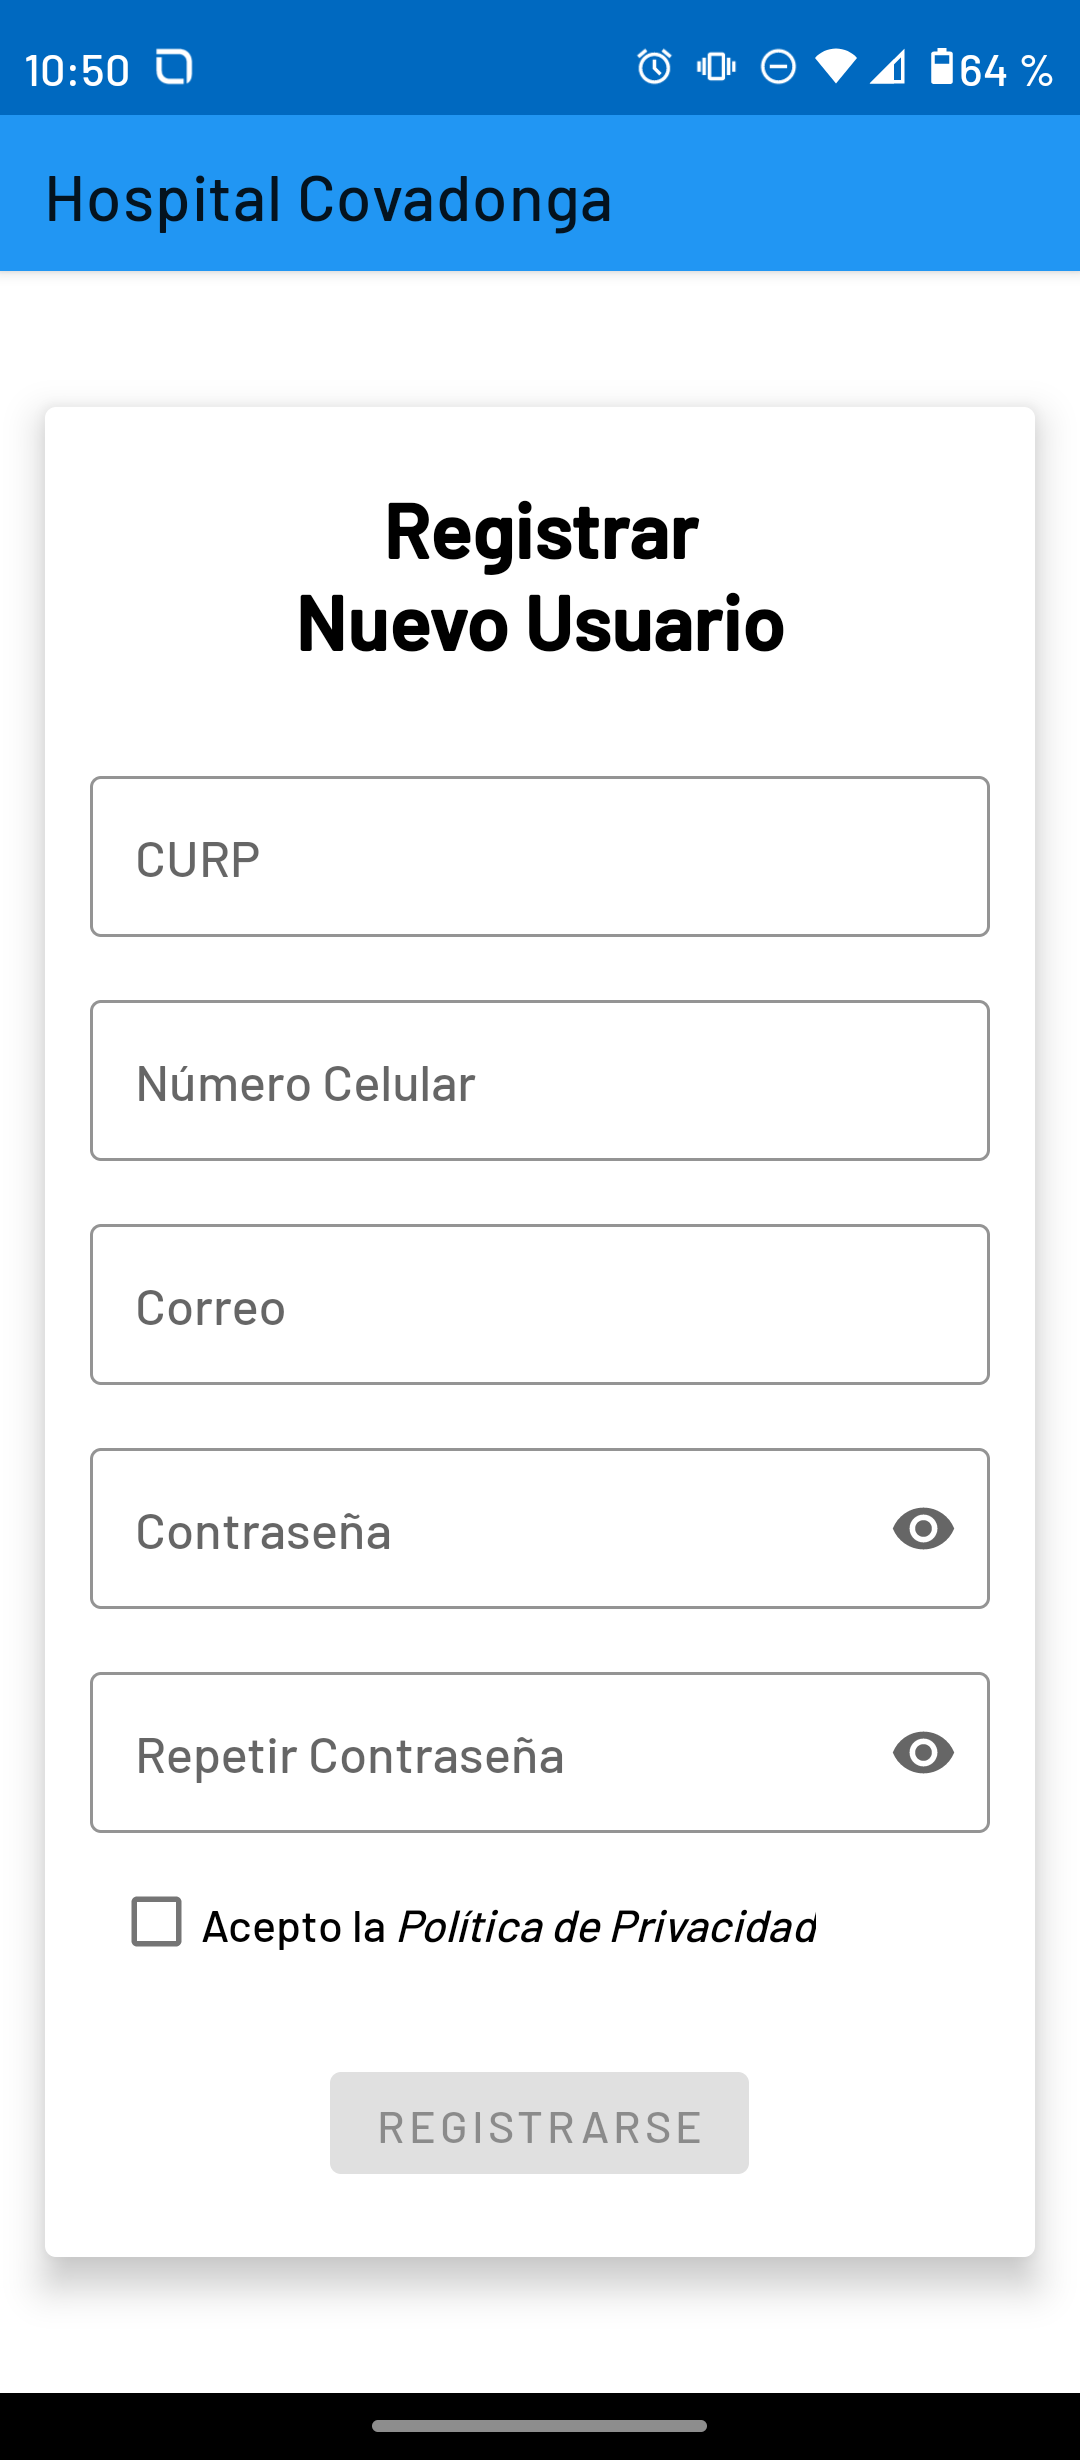 10:50
64 %
Hospital Covadonga
Registrar
Nuevo Usuario
CURP
Número Celular
Correo
Contraseña
Repetir Contraseña
Acepto la Política de Privacidad
REGISTRARSE